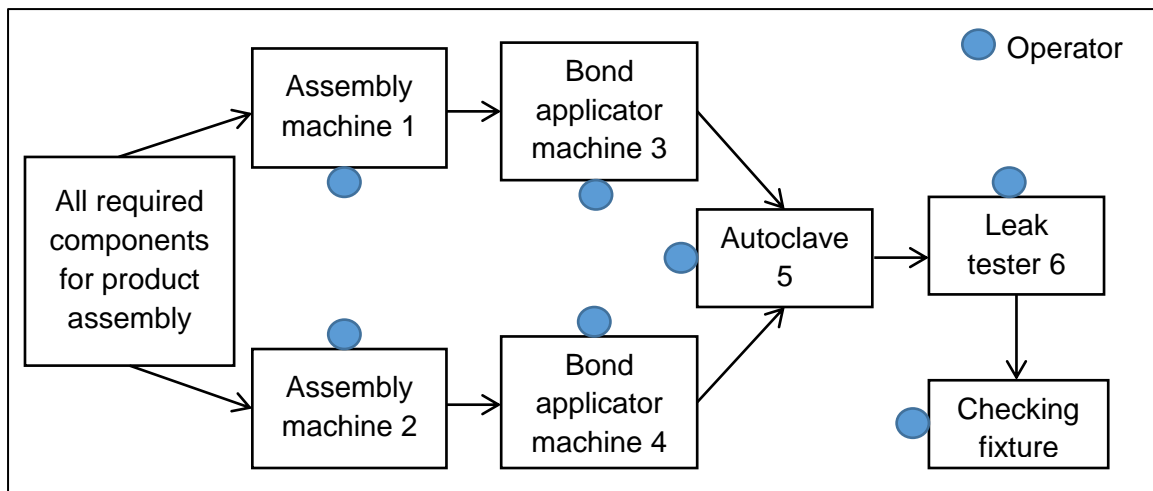 Operator
Assembly
machine 1
Bond
applicator
machine 3
All required
components
for product
assembly
Autoclave
5
Leak
tester 6
Assembly
machine 2
Bond
applicator
machine 4
Checking
fixture